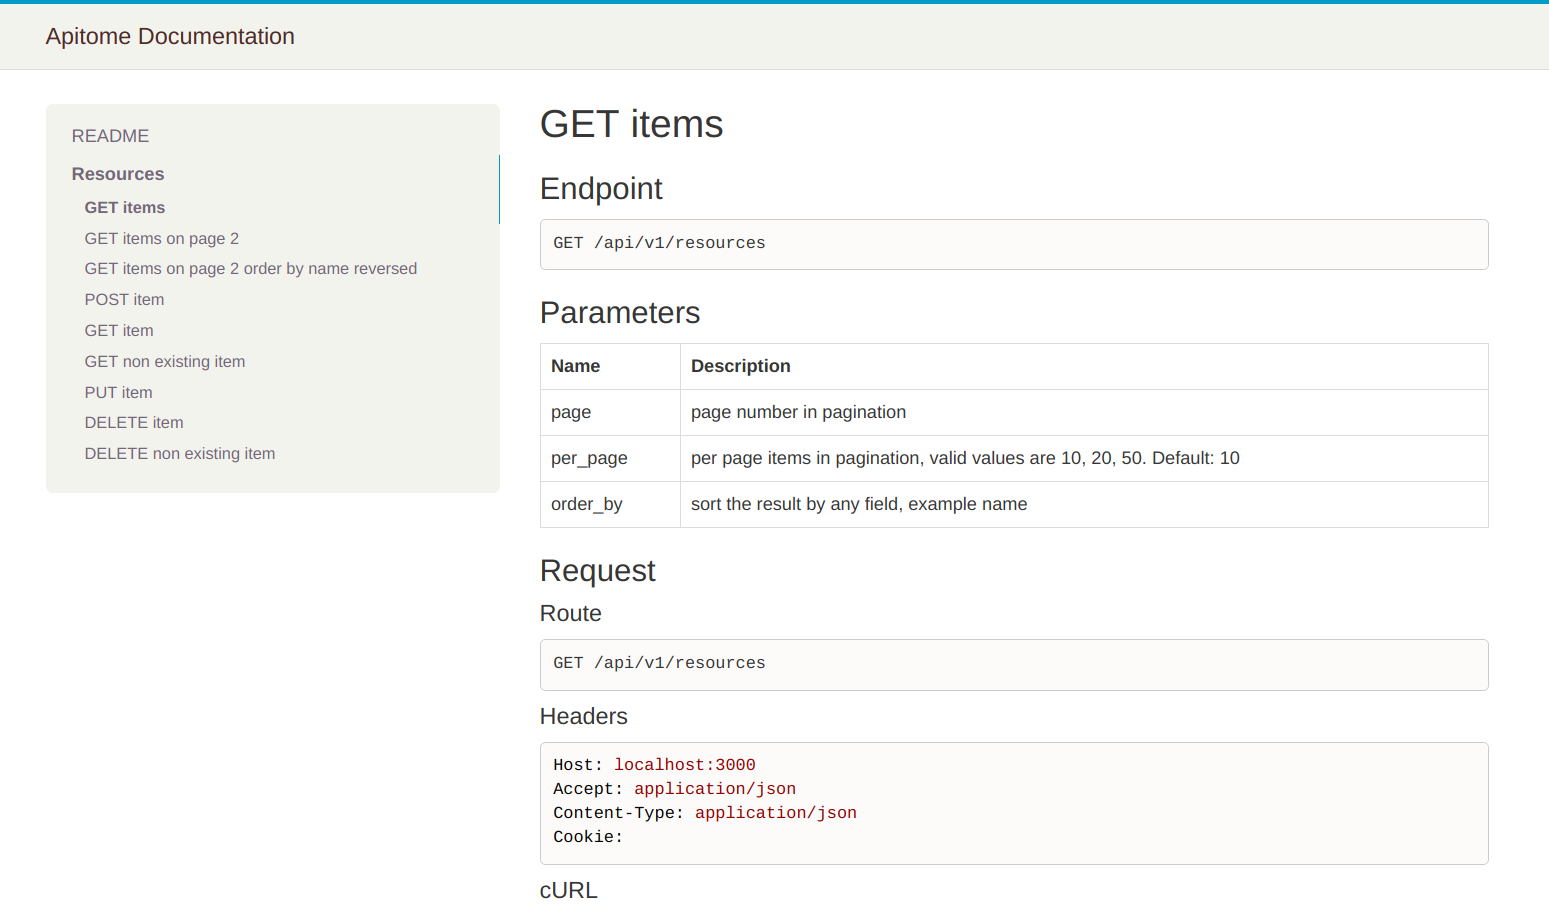 Apitome Documentation
README
Resources
GET items
GET items on page 2
GET items on page 2 order by name reversed
POST item
GET item
GET non existing item
PUT item
DELETE item
DELETE non existing item
GET items
Endpoint
GET /api/v1/resources
Parameters
Name Description
page page number in pagination
per_page per page items in pagination, valid values are 10, 20, 50. Default: 10
order_by sort the result by any field, example name
Request
Route
GET /api/v1/resources
Headers
Host: localhost:3000
Accept: application/json
Content-Type: application/json
Cookie:
cURL